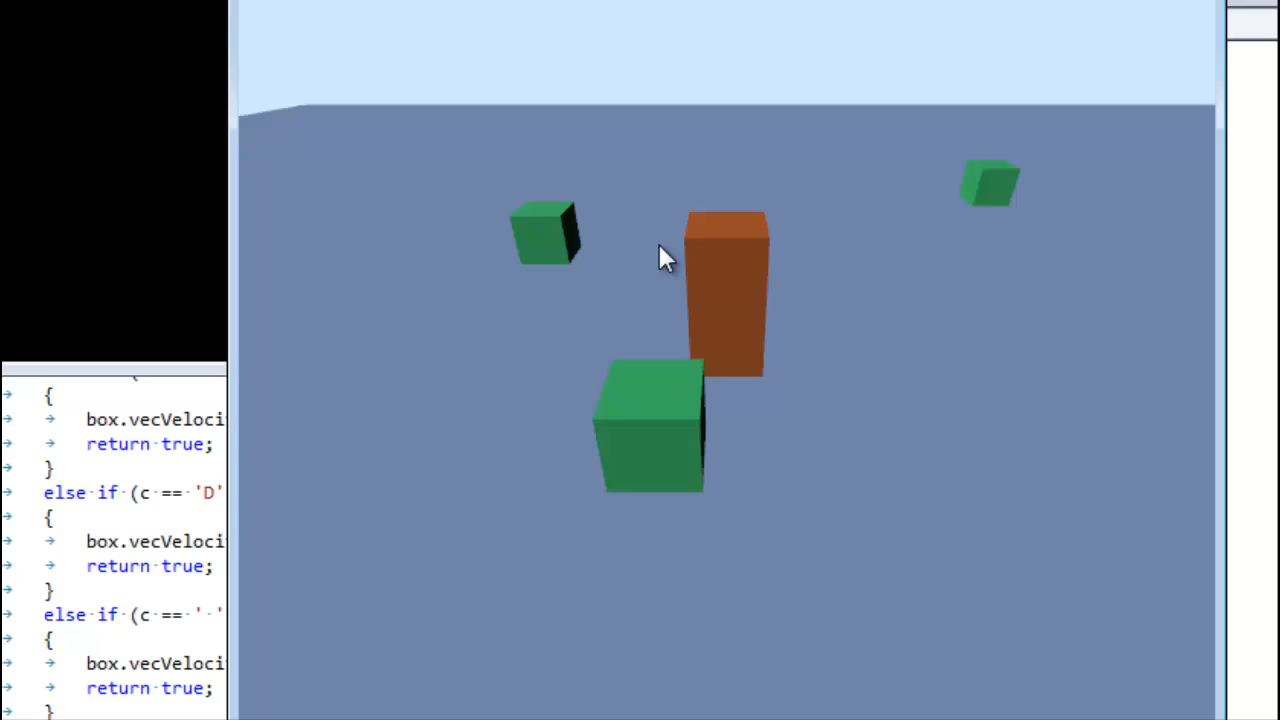 {
box.vecVeloci
return true;
}
else if (c == 'D'
{
box.vecVeloci
return true;
}
else if (c == ' '
{
box.vecVeloci
return true;
}